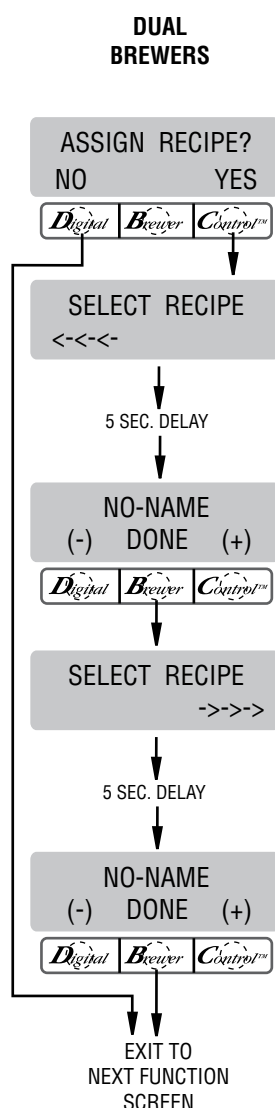 DUAL
BREWERS
ASSIGN RECIPE?
NO YES
Digital Brewer Control™
SELECT RECIPE
<-<-<-
5 SEC. DELAY
NO-NAME
(-) DONE (+)
Digital Brewer Control™
SELECT RECIPE
->->->
5 SEC. DELAY
NO-NAME
(-) DONE (+)
Digital Brewer Control™
EXIT TO
NEXT FUNCTION
SCREEN